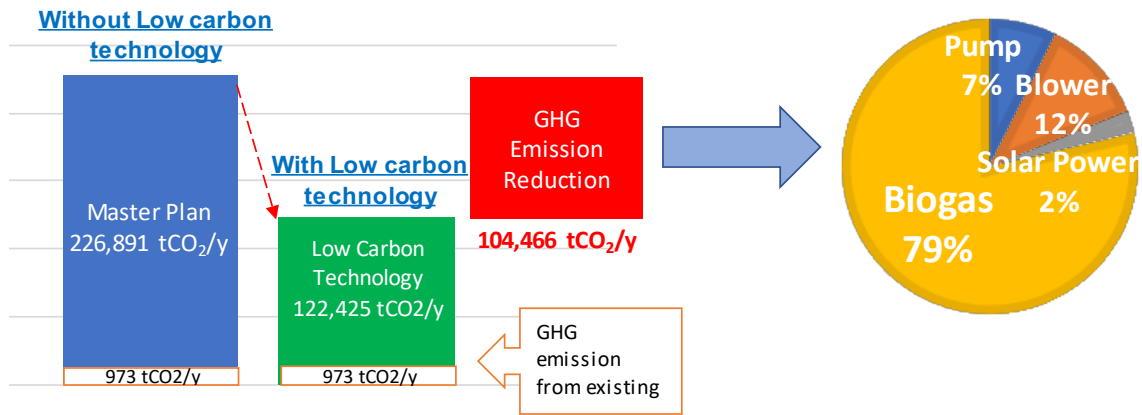 Without Low carbon
technology
Master Plan
226,891 tCO₂/y
973 tCO2/y
With Low carbon
technology
Low Carbon
Technology
122,425 tCO2/y
973 tCO2/y
GHG
Emission
Reduction
104,466 tCO₂/y
GHG
emission
from existing
Pump
7%
Blower
12%
Solar Power
2%
Biogas
79%